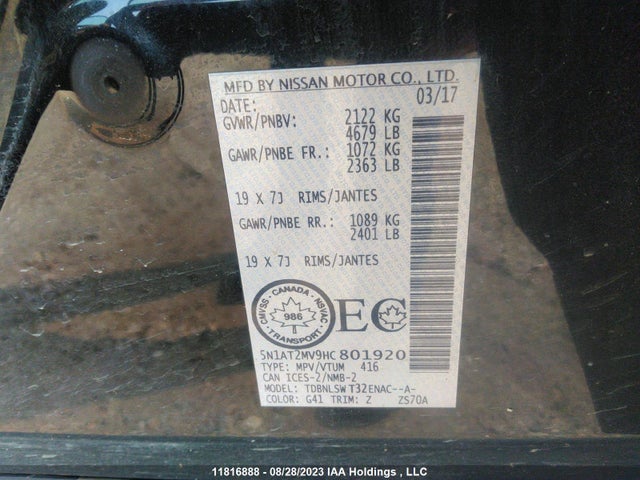 MFD BY NISSAN MOTOR CO., LTD.
DATE: 03/17
GVWR/PNBV: 2122 KG
4679 LB
GAWR/PNBE FR.: 1072 KG
2363 LB
19 X 7J RIMS/JANTES
GAWR/PNBE RR.: 1089 KG
2401 LB
19 X 7J RIMS/JANTES
CMVSS - CANADA - NSVAC
986
TRANSPORT
EC
5N1AT2MV9HC801920
TYPE: MPV/VTUM 416
CAN ICES-2/NMB-2
MODEL: TDBNLSWT32ENAC--A-
COLOR: G41 TRIM: Z ZS70A
11816888 - 08/28/2023 IAA Holdings , LLC